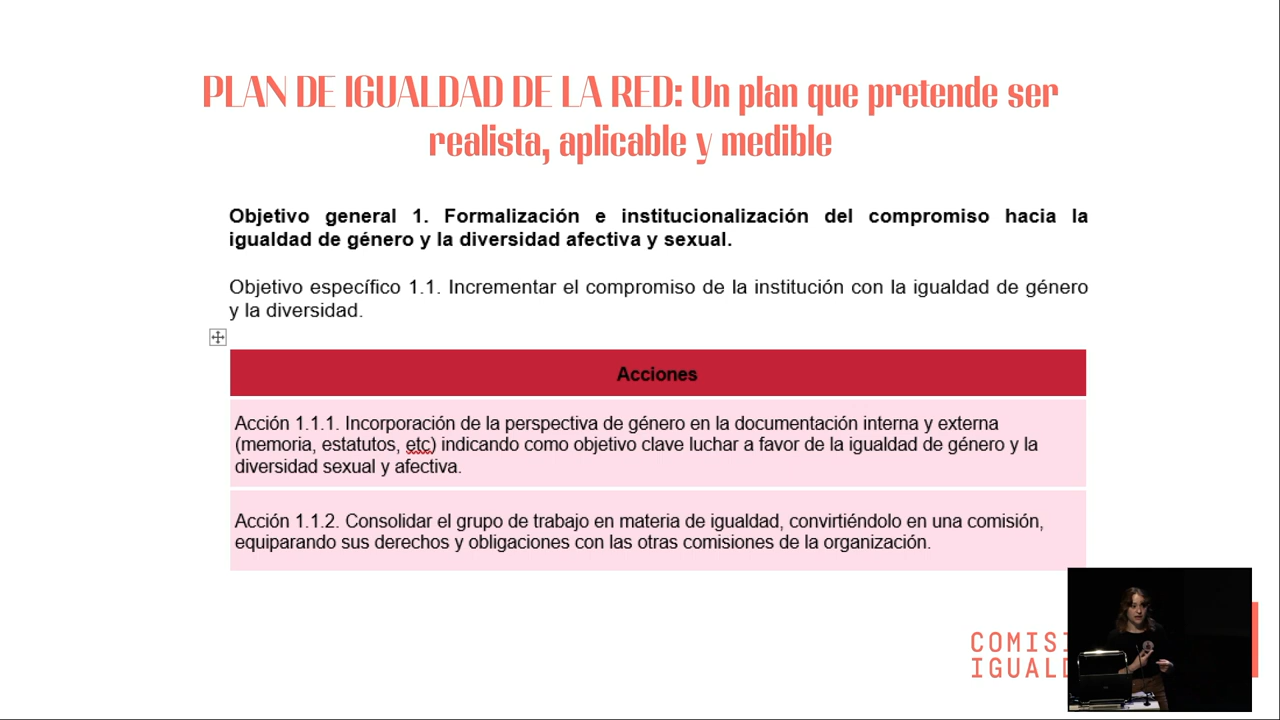 PLAN DE IGUALDAD DE LA RED: Un plan que pretende ser
realista, aplicable y medible
Objetivo general 1. Formalización e institucionalización del compromiso hacia la
igualdad de género y la diversidad afectiva y sexual.
Objetivo específico 1.1. Incrementar el compromiso de la institución con la igualdad de género
y la diversidad.
Acciones
Acción 1.1.1. Incorporación de la perspectiva de género en la documentación interna y externa
(memoria, estatutos, etc) indicando como objetivo clave luchar a favor de la igualdad de género y la
diversidad sexual y afectiva.
Acción 1.1.2. Consolidar el grupo de trabajo en materia de igualdad, convirtiéndolo en una comisión,
equiparando sus derechos y obligaciones con las otras comisiones de la organización.